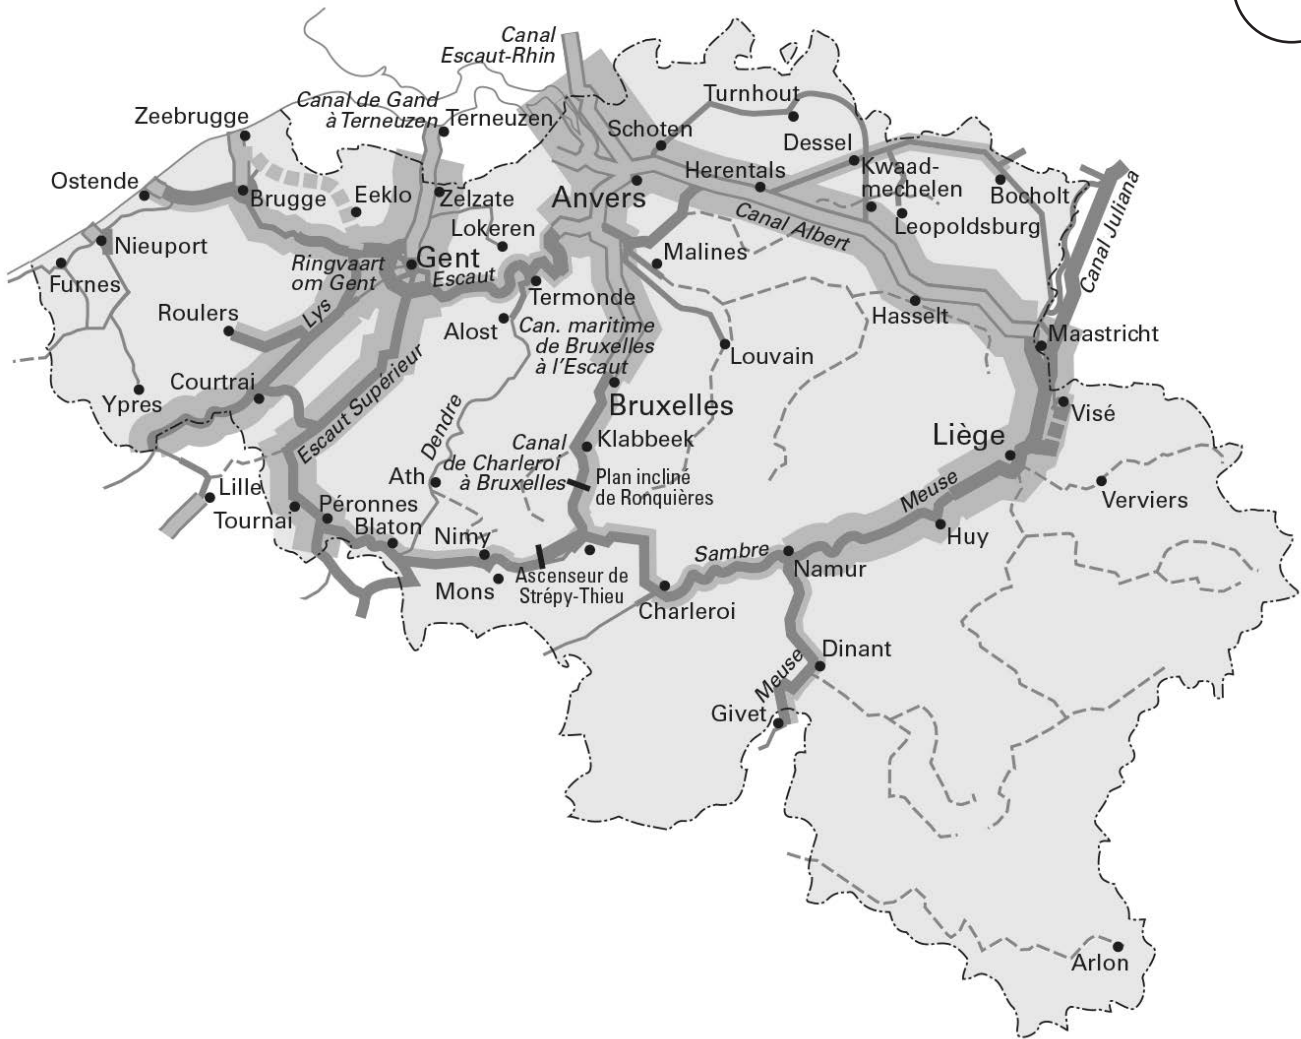 Canal
Escaut-Rhin
Canal de Gand
à Terneuzen
Terneuzen
Zeebrugge
Turnhout
Schoten
Dessel
Ostende
Brugge
Eeklo
Zelzate
Anvers
Herentals
Kwaad-
mechelen
Bocholt
Leopoldsburg
Canal Albert
Canal Juliana
Nieuport
Lokeren
Furnes
Ringvaart
om Gent
Gent
Escaut
Malines
Termonde
Roulers
Lys
Alost
Can. maritime
de Bruxelles
à l'Escaut
Hasselt
Louvain
Maastricht
Courtrai
Ypres
Escaut Supérieur
Dendre
Bruxelles
Visé
Klabbeek
Canal
de Charleroi
à Bruxelles
Plan incliné
de Ronquières
Liège
Meuse
Verviers
Lille
Ath
Tournai
Péronnes
Blaton
Nimy
Huy
Sambre
Namur
Mons
Ascenseur de
Strépy-Thieu
Charleroi
Dinant
Meuse
Givet
Arlon